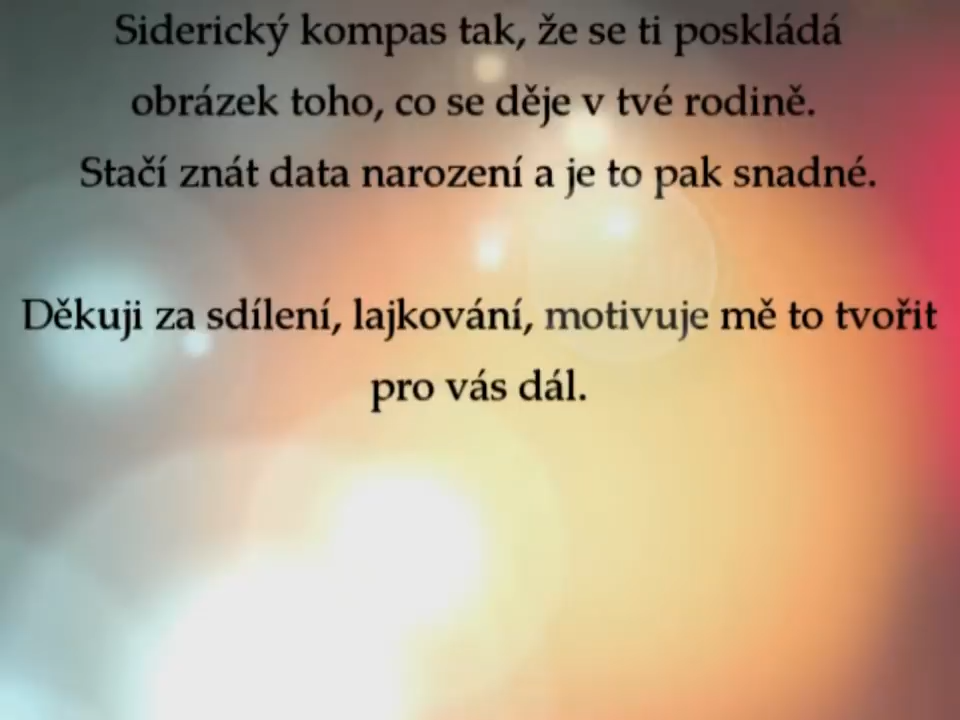 Siderický kompas tak, že se ti poskládá
obrázek toho, co se děje v tvé rodině.
Stačí znát data narození a je to pak snadné.
Děkuji za sdílení, lajkování, motivuje mě to tvořit
pro vás dál.